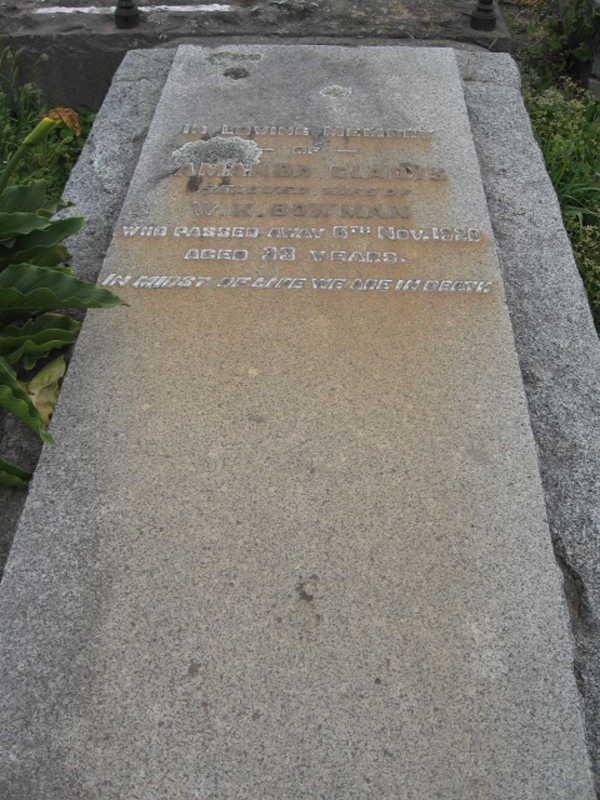 IN LOVING MEMORY
— OF —
AMANDA GLADYS
BELOVED WIFE OF
W. K. BOWMAN
WHO PASSED AWAY 6TH NOV. 1920
AGED 33 YEARS.
IN MIDST OF LIFE WE ARE IN DEATH